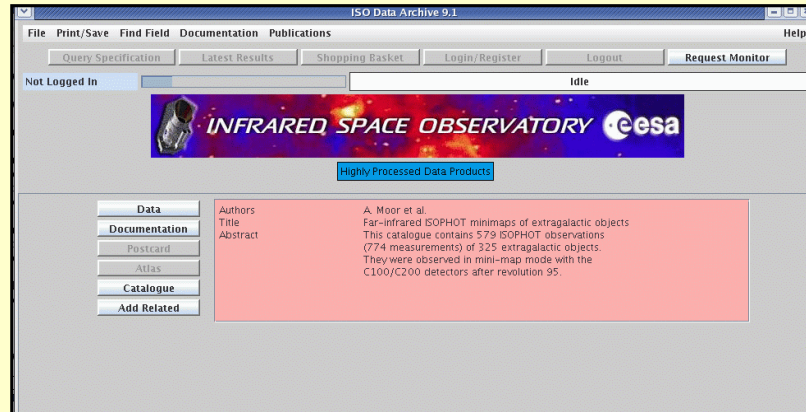 ISO Data Archive 9.1
File Print/Save Find Field Documentation Publications Help
Query Specification Latest Results Shopping Basket Login/Register Logout Request Monitor
Not Logged In Idle
INFRARED SPACE OBSERVATORY esa
Highly Processed Data Products
Data
Documentation
Postcard
Atlas
Catalogue
Add Related
Authors A. Moor et al.
Title Far-infrared ISOPHOT minimaps of extragalactic objects
Abstract This catalogue contains 579 ISOPHOT observations
(774 measurements) of 325 extragalactic objects.
They were observed in mini-map mode with the
C100/C200 detectors after revolution 95.